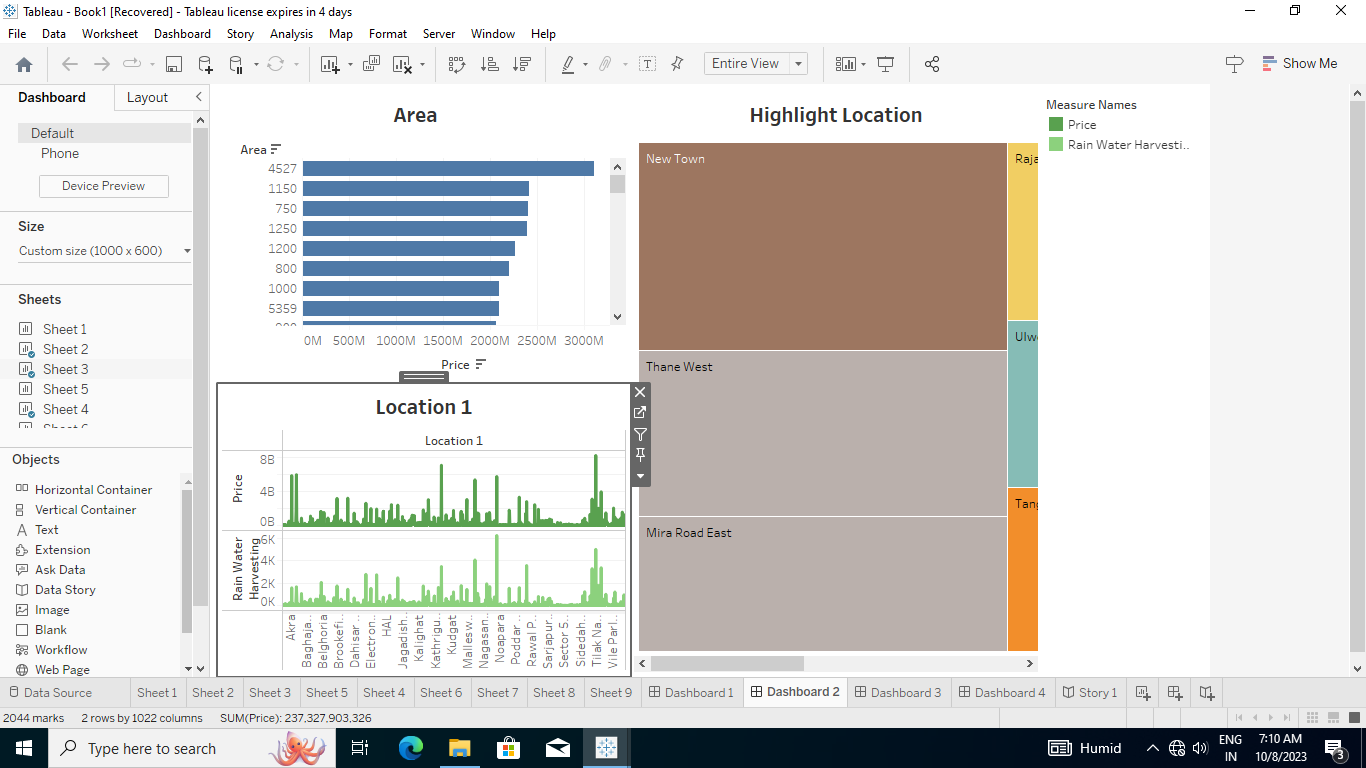 Tableau - Book1 [Recovered] - Tableau license expires in 4 days
File Data Worksheet Dashboard Story Analysis Map Format Server Window Help
Entire View
Show Me
Dashboard Layout
Default
Phone
Device Preview
Size
Custom size (1000 x 600)
Sheets
Sheet 1
Sheet 2
Sheet 3
Sheet 5
Sheet 4
Objects
Horizontal Container
Vertical Container
Text
Extension
Ask Data
Data Story
Image
Blank
Workflow
Web Page
Area
Area
4527
1150
750
1250
1200
800
1000
5359
0M 500M 1000M 1500M 2000M 2500M 3000M
Price
Location 1
Location 1
Price
8B
4B
0B
Rain Water
Harvesting
6K
4K
2K
0K
Akra
Baghaja..
Belghoria
Brookefi..
Dahisar ..
Electron..
HAL
Jagadish..
Kalighat
Kathrigu..
Kudgat
Malles w..
Nagasan..
Noapara
Poddar ..
Rawal P..
Sarjapur..
Sector 5..
Sidedah..
Tilak Na..
Vile Parl..
Highlight Location
New Town
Thane West
Mira Road East
Raja
Ulw
Tang
Measure Names
Price
Rain Water Harvesti..
Data Source Sheet 1 Sheet 2 Sheet 3 Sheet 5 Sheet 4 Sheet 6 Sheet 7 Sheet 8 Sheet 9 Dashboard 1 Dashboard 2 Dashboard 3 Dashboard 4 Story 1
2044 marks 2 rows by 1022 columns SUM(Price): 237,327,903,326
Type here to search
Humid
ENG
IN
7:10 AM
10/8/2023
3